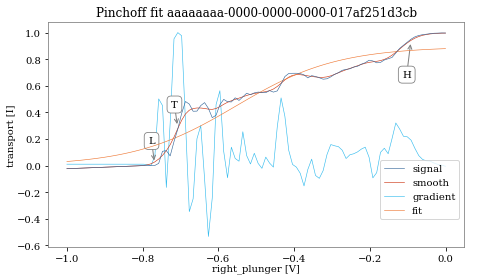 Pinchoff fit aaaaaaaa-0000-0000-0000-017af251d3cb
transport [I]
1.0
0.8
0.6
0.4
0.2
0.0
−0.2
−0.4
−0.6
L
T
H
signal
smooth
gradient
fit
−1.0 −0.8 −0.6 −0.4 −0.2 0.0
right_plunger [V]